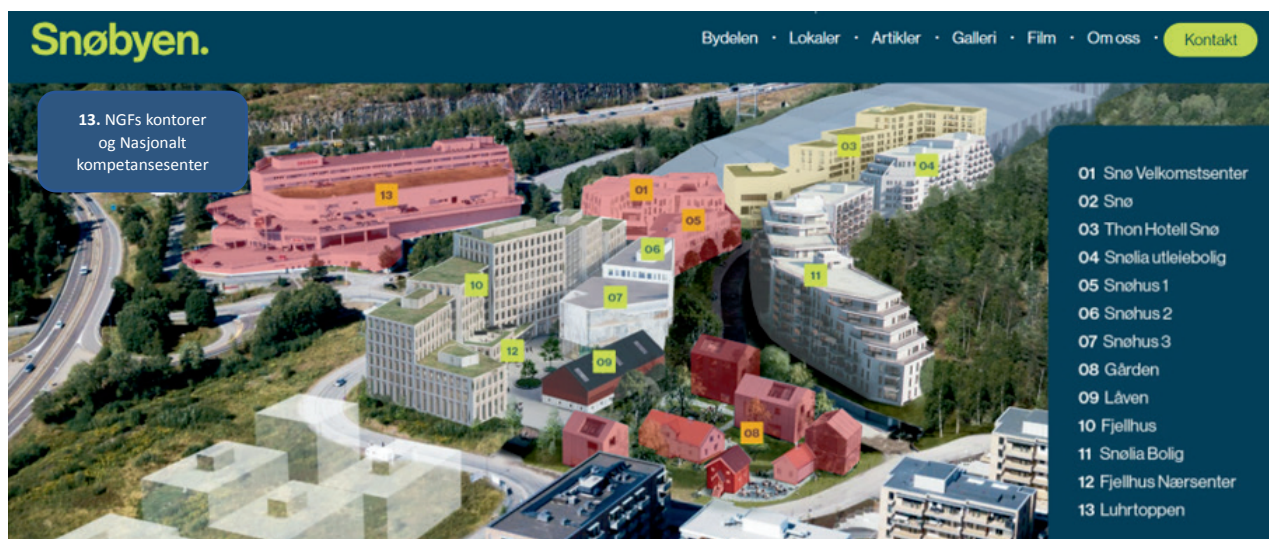 Snøbyen.
Bydelen · Lokaler · Artikler · Galleri · Film · Om oss · Kontakt
13. NGFs kontorer
og Nasjonalt
kompetansesenter
03
04
01
13
05
06
11
10
07
12
09
08
01 Snø Velkomstsenter
02 Snø
03 Thon Hotell Snø
04 Snølia utleiebolig
05 Snøhus 1
06 Snøhus 2
07 Snøhus 3
08 Gården
09 Låven
10 Fjellhus
11 Snølia Bolig
12 Fjellhus Nærsenter
13 Luhrtoppen